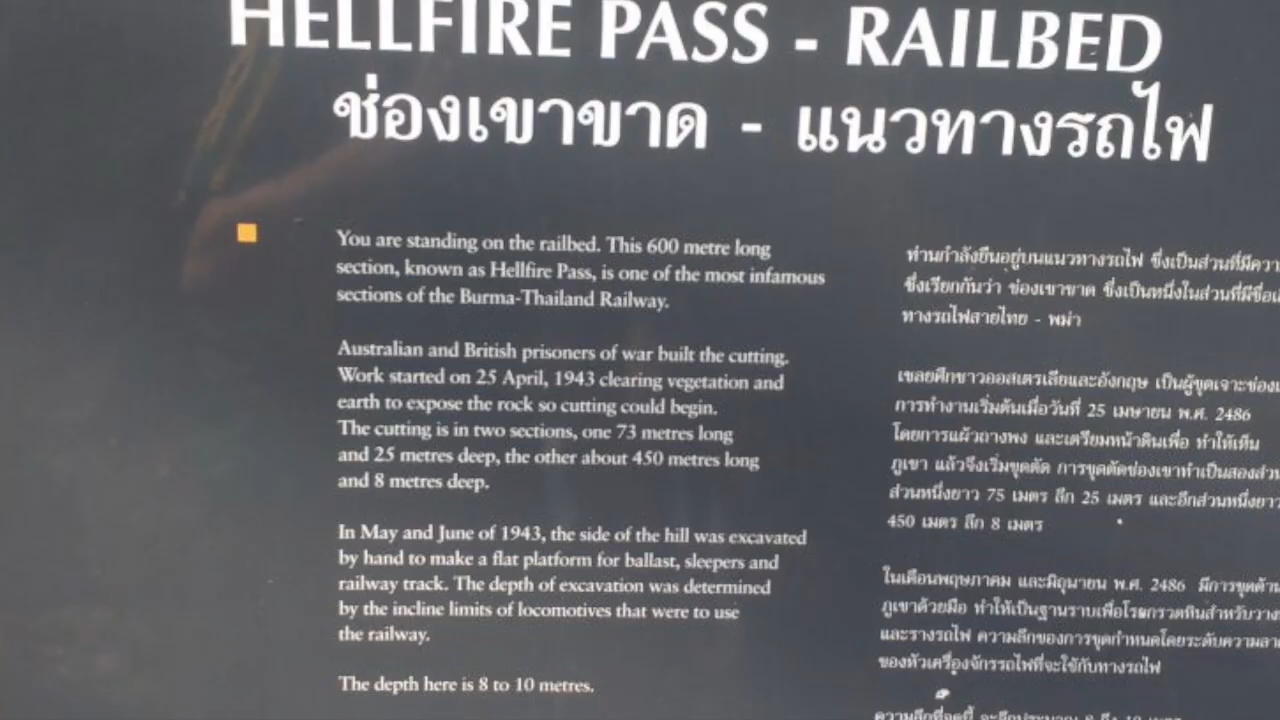 HELLFIRE PASS - RAILBED
ช่องเขาขาด - แนวทางรถไฟ
You are standing on the railbed. This 600 metre long
section, known as Hellfire Pass, is one of the most infamous
sections of the Burma-Thailand Railway.
Australian and British prisoners of war built the cutting.
Work started on 25 April, 1943 clearing vegetation and
earth to expose the rock so cutting could begin.
The cutting is in two sections, one 73 metres long
and 25 metres deep, the other about 450 metres long
and 8 metres deep.
In May and June of 1943, the side of the hill was excavated
by hand to make a flat platform for ballast, sleepers and
railway track. The depth of excavation was determined
by the incline limits of locomotives that were to use
the railway.
The depth here is 8 to 10 metres.
ท่านกำลังยืนอยู่บนแนวทางรถไฟ ซึ่งเป็นส่วนที่มีควา
ซึ่งเรียกกันว่า ช่องเขาขาด ซึ่งเป็นหนึ่งในส่วนที่มีชื่อ
ทางรถไฟสายไทย - พม่า
เชลยศึกชาวออสเตรเลียและอังกฤษ เป็นผู้ขุดเจาะช่อง
การทำงานเริ่มต้นเมื่อวันที่ 25 เมษายน พ.ศ. 2486
โดยการแผ้วถางพง และเตรียมหน้าดินเพื่อ ทำให้เห็น
ภูเขา แล้วจึงเริ่มขุดตัด การขุดตัดช่องเขาทำเป็นสองส่วน
ส่วนหนึ่งยาว 75 เมตร ลึก 25 เมตร และอีกส่วนหนึ่งยาว
450 เมตร ลึก 8 เมตร
ในเดือนพฤษภาคม และมิถุนายน พ.ศ. 2486 มีการขุดด้าน
ภูเขาด้วยมือ ทำให้เป็นฐานราบเพื่อโรยกรวดหินสำหรับวาง
และรางรถไฟ ความลึกของการขุดกำหนดโดยระดับความลา
ของหัวเครื่องจักรรถไฟที่จะใช้กับทางรถไฟ